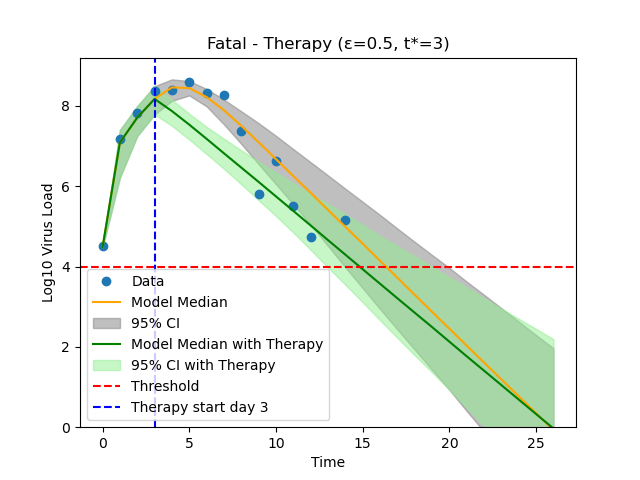 Fatal - Therapy (ε=0.5, t*=3)
Log10 Virus Load
8
6
4
2
0
Data
Model Median
95% CI
Model Median with Therapy
95% CI with Therapy
Threshold
Therapy start day 3
0 5 10 15 20 25
Time